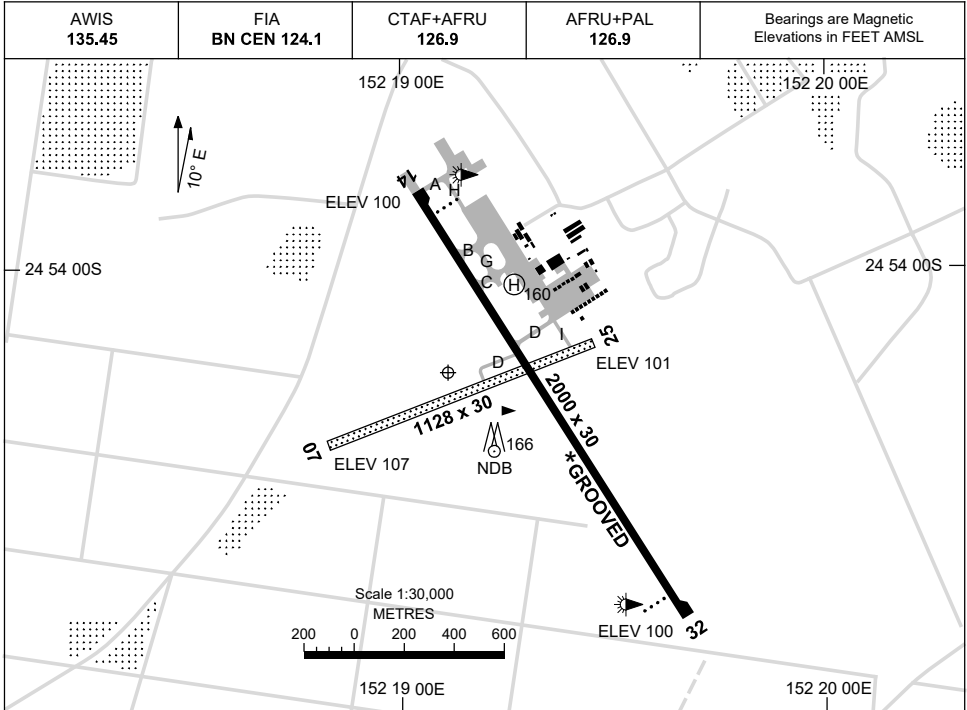 AWIS
135.45
FIA
BN CEN 124.1
CTAF+AFRU
126.9
AFRU+PAL
126.9
Bearings are Magnetic
Elevations in FEET AMSL
152 19 00E
152 20 00E
10° E
14
A
H
ELEV 100
B
G
24 54 00S
24 54 00S
C
H
160
D
I
25
D
ELEV 101
2000 x 30
1128 x 30
07
ELEV 107
166
NDB
*GROOVED
Scale 1:30,000
METRES
200 0 200 400 600
ELEV 100
32
152 19 00E
152 20 00E